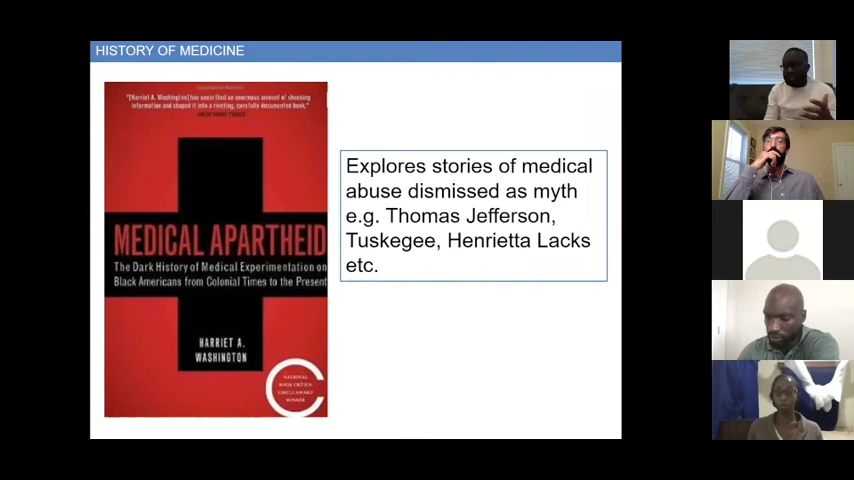 HISTORY OF MEDICINE
"[Harriet A. Washington] has unearthed an enormous amount of shocking
information and shaped it into a riveting, carefully documented book."
MEDICAL APARTHEID
The Dark History of Medical Experimentation on
Black Americans from Colonial Times to the Present
HARRIET A.
WASHINGTON
NATIONAL
BOOK CRITICS
CIRCLE AWARD
WINNER
Explores stories of medical
abuse dismissed as myth
e.g. Thomas Jefferson,
Tuskegee, Henrietta Lacks
etc.